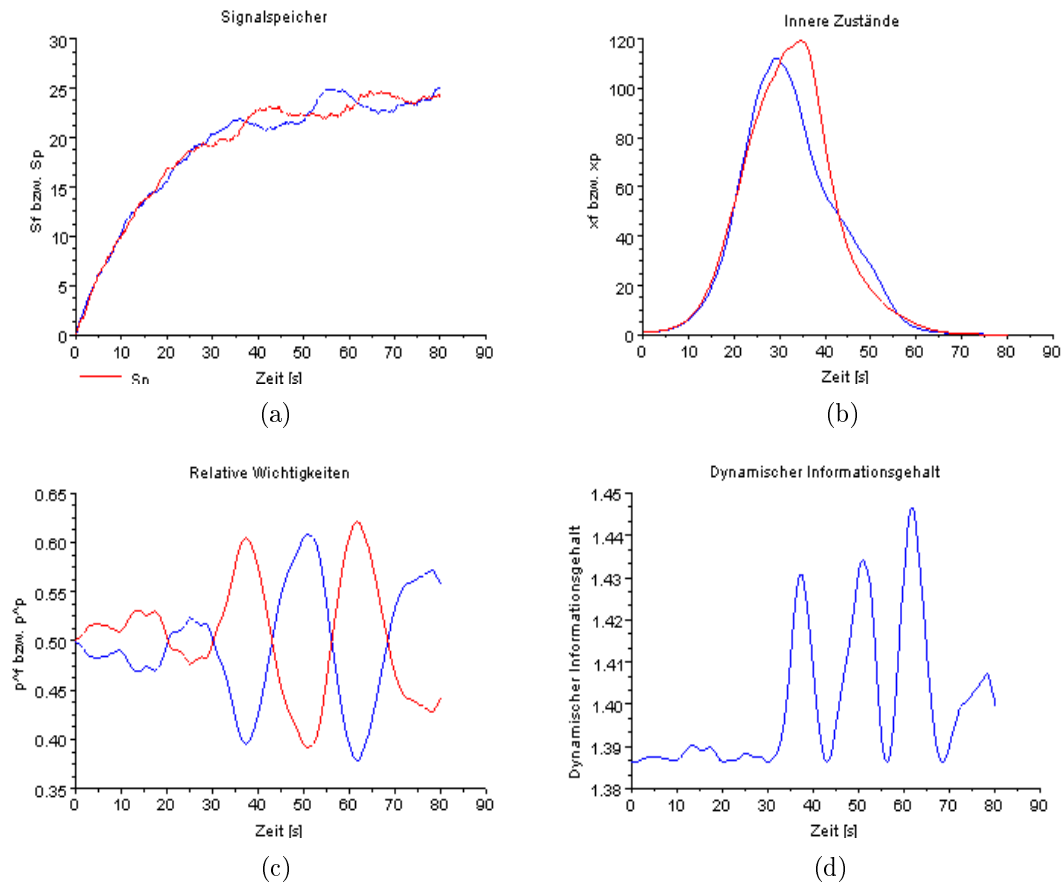 Signalspeicher
Sf bzw. Sp
30
25
20
15
10
5
0
0 10 20 30 40 50 60 70 80 90
Sp
Zeit [s]
(a)
Innere Zustände
xf bzw. xp
120
100
80
60
40
20
0
0 10 20 30 40 50 60 70 80 90
Zeit [s]
(b)
Relative Wichtigkeiten
p^f bzw. p^p
0.65
0.60
0.55
0.50
0.45
0.40
0.35
0 10 20 30 40 50 60 70 80 90
Zeit [s]
(c)
Dynamischer Informationsgehalt
Dynamischer Informationsgehalt
1.45
1.44
1.43
1.42
1.41
1.40
1.39
1.38
0 10 20 30 40 50 60 70 80 90
Zeit [s]
(d)